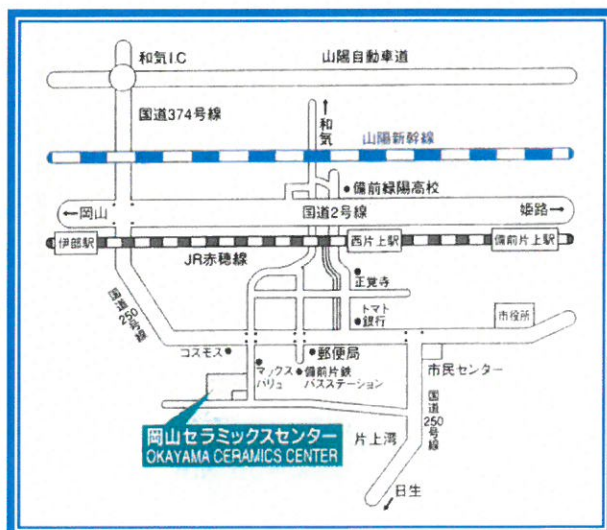 和気I.C
山陽自動車道
国道374号線
↑
和気
山陽新幹線
備前緑陽高校
←岡山
国道2号線
姫路→
伊部駅
西片上駅
備前片上駅
JR赤穂線
国道250号線
正覚寺
トマト
銀行
市役所
コスモス
郵便局
マックス
バリュ
備前片鉄
バスステーション
市民センター
国道250号線
岡山セラミックスセンター
OKAYAMA CERAMICS CENTER
片上湾
日生